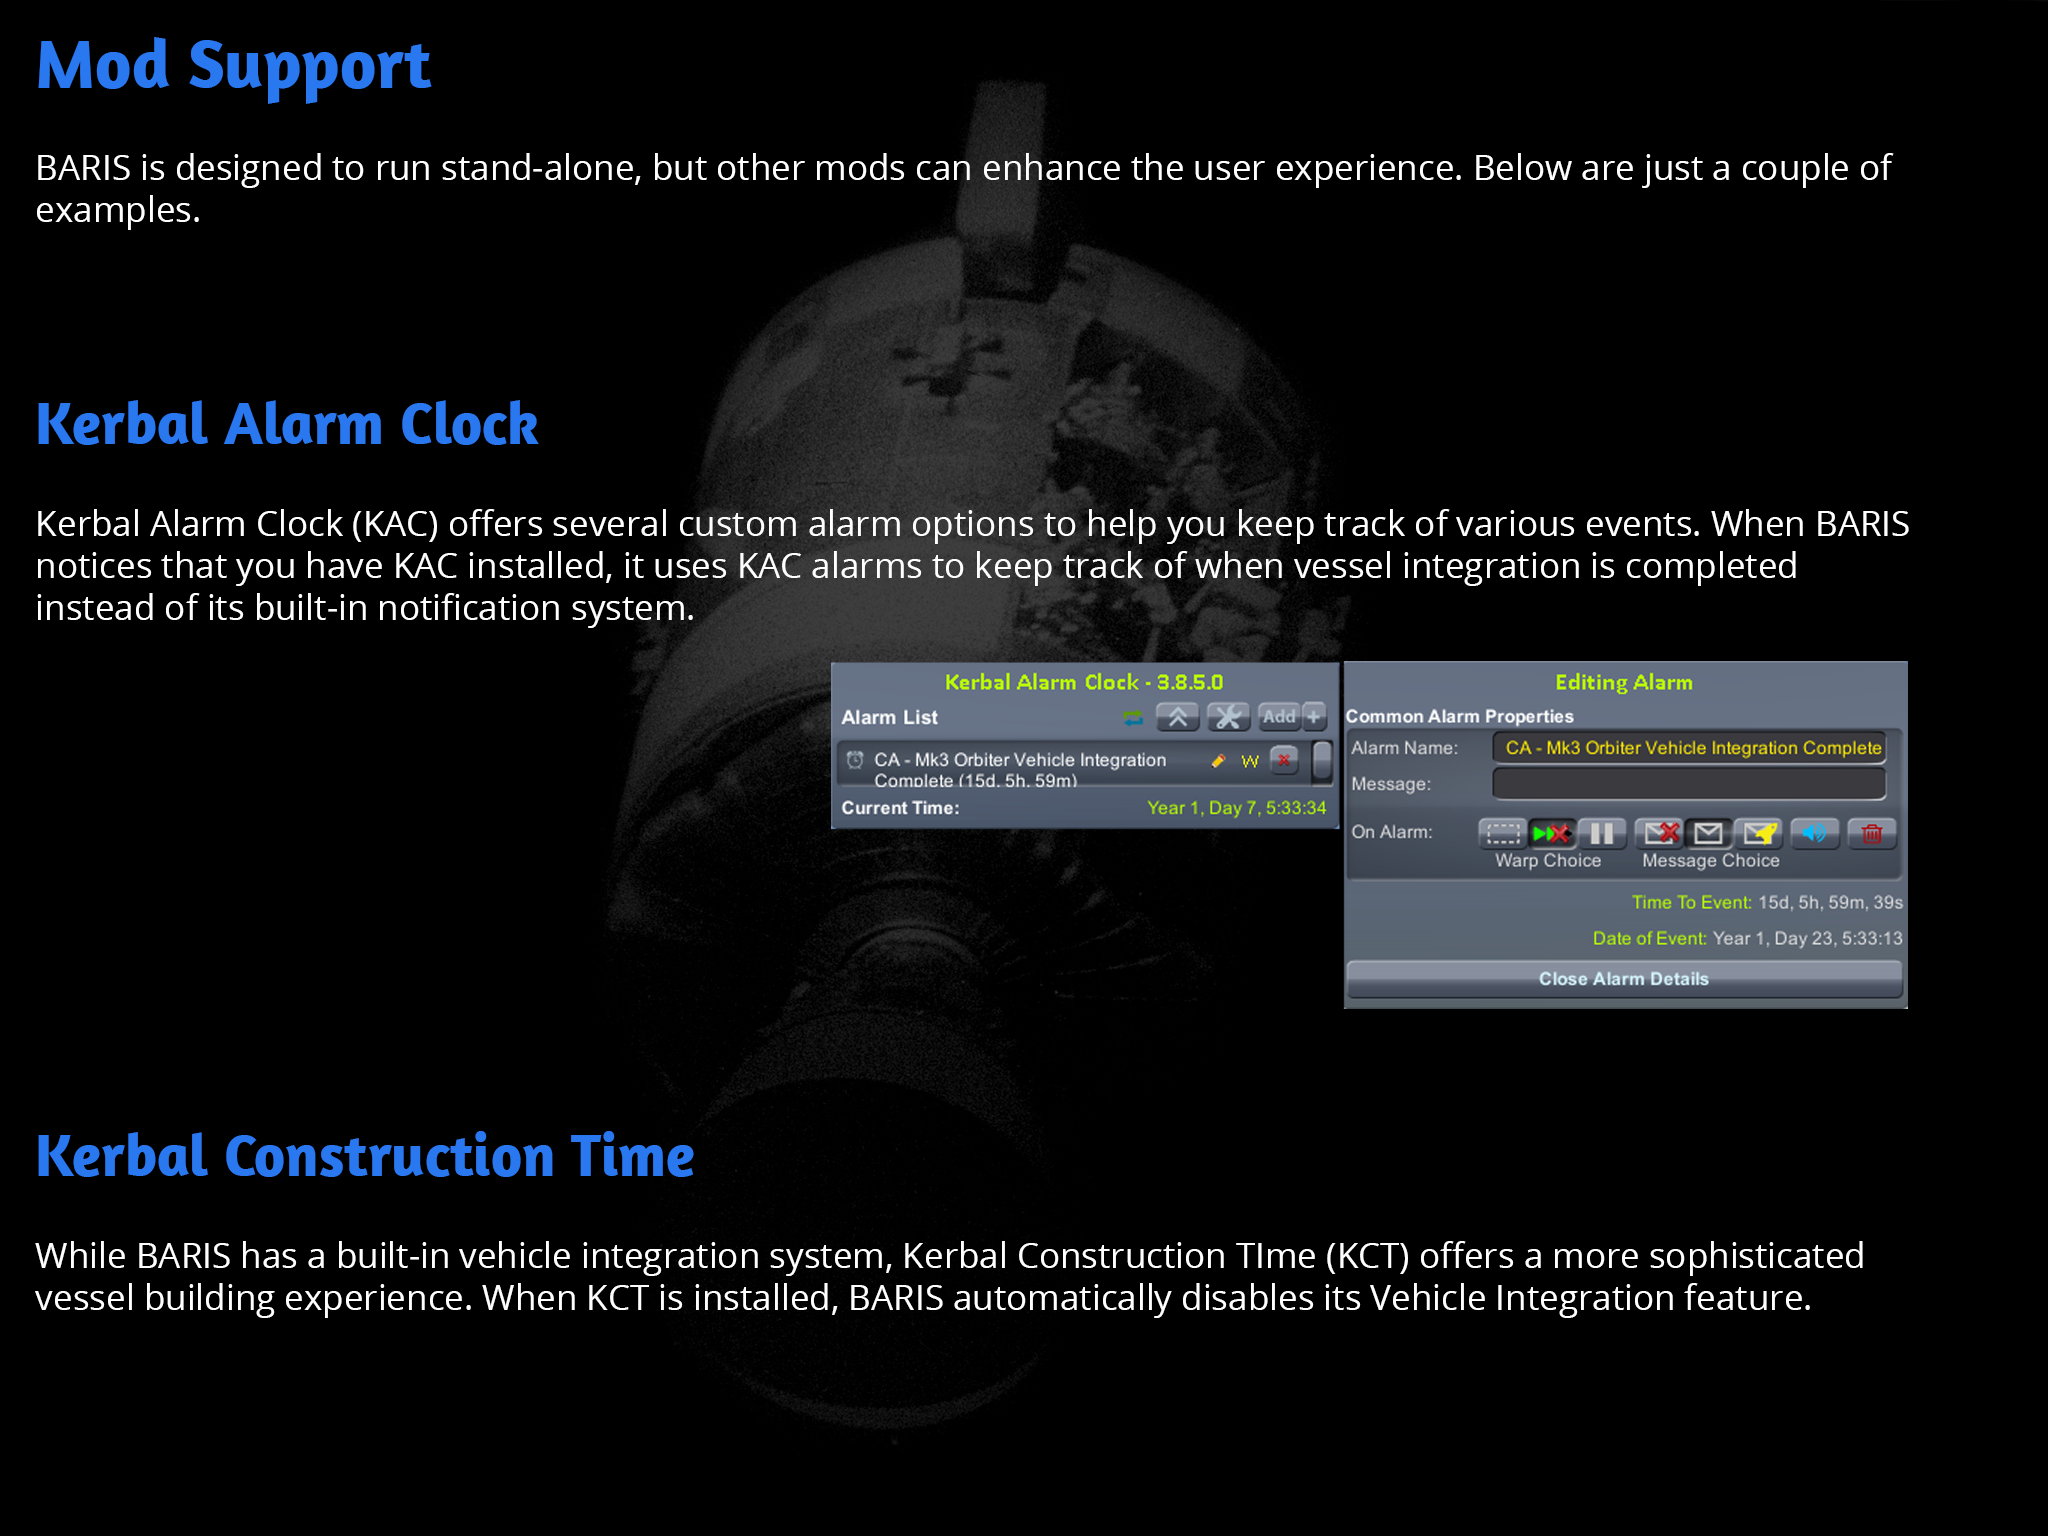 Mod Support
BARIS is designed to run stand-alone, but other mods can enhance the user experience. Below are just a couple of
examples.
Kerbal Alarm Clock
Kerbal Alarm Clock (KAC) offers several custom alarm options to help you keep track of various events. When BARIS
notices that you have KAC installed, it uses KAC alarms to keep track of when vessel integration is completed
instead of its built-in notification system.
Kerbal Alarm Clock - 3.8.5.0
Alarm List
Add +
CA - Mk3 Orbiter Vehicle Integration
W
Complete (15d, 5h, 59m)
Current Time:
Year 1, Day 7, 5:33:34
Editing Alarm
Common Alarm Properties
Alarm Name:
CA - Mk3 Orbiter Vehicle Integration Complete
Message:
On Alarm:
Warp Choice
Message Choice
Time To Event: 15d, 5h, 59m, 39s
Date of Event: Year 1, Day 23, 5:33:13
Close Alarm Details
Kerbal Construction Time
While BARIS has a built-in vehicle integration system, Kerbal Construction TIme (KCT) offers a more sophisticated
vessel building experience. When KCT is installed, BARIS automatically disables its Vehicle Integration feature.